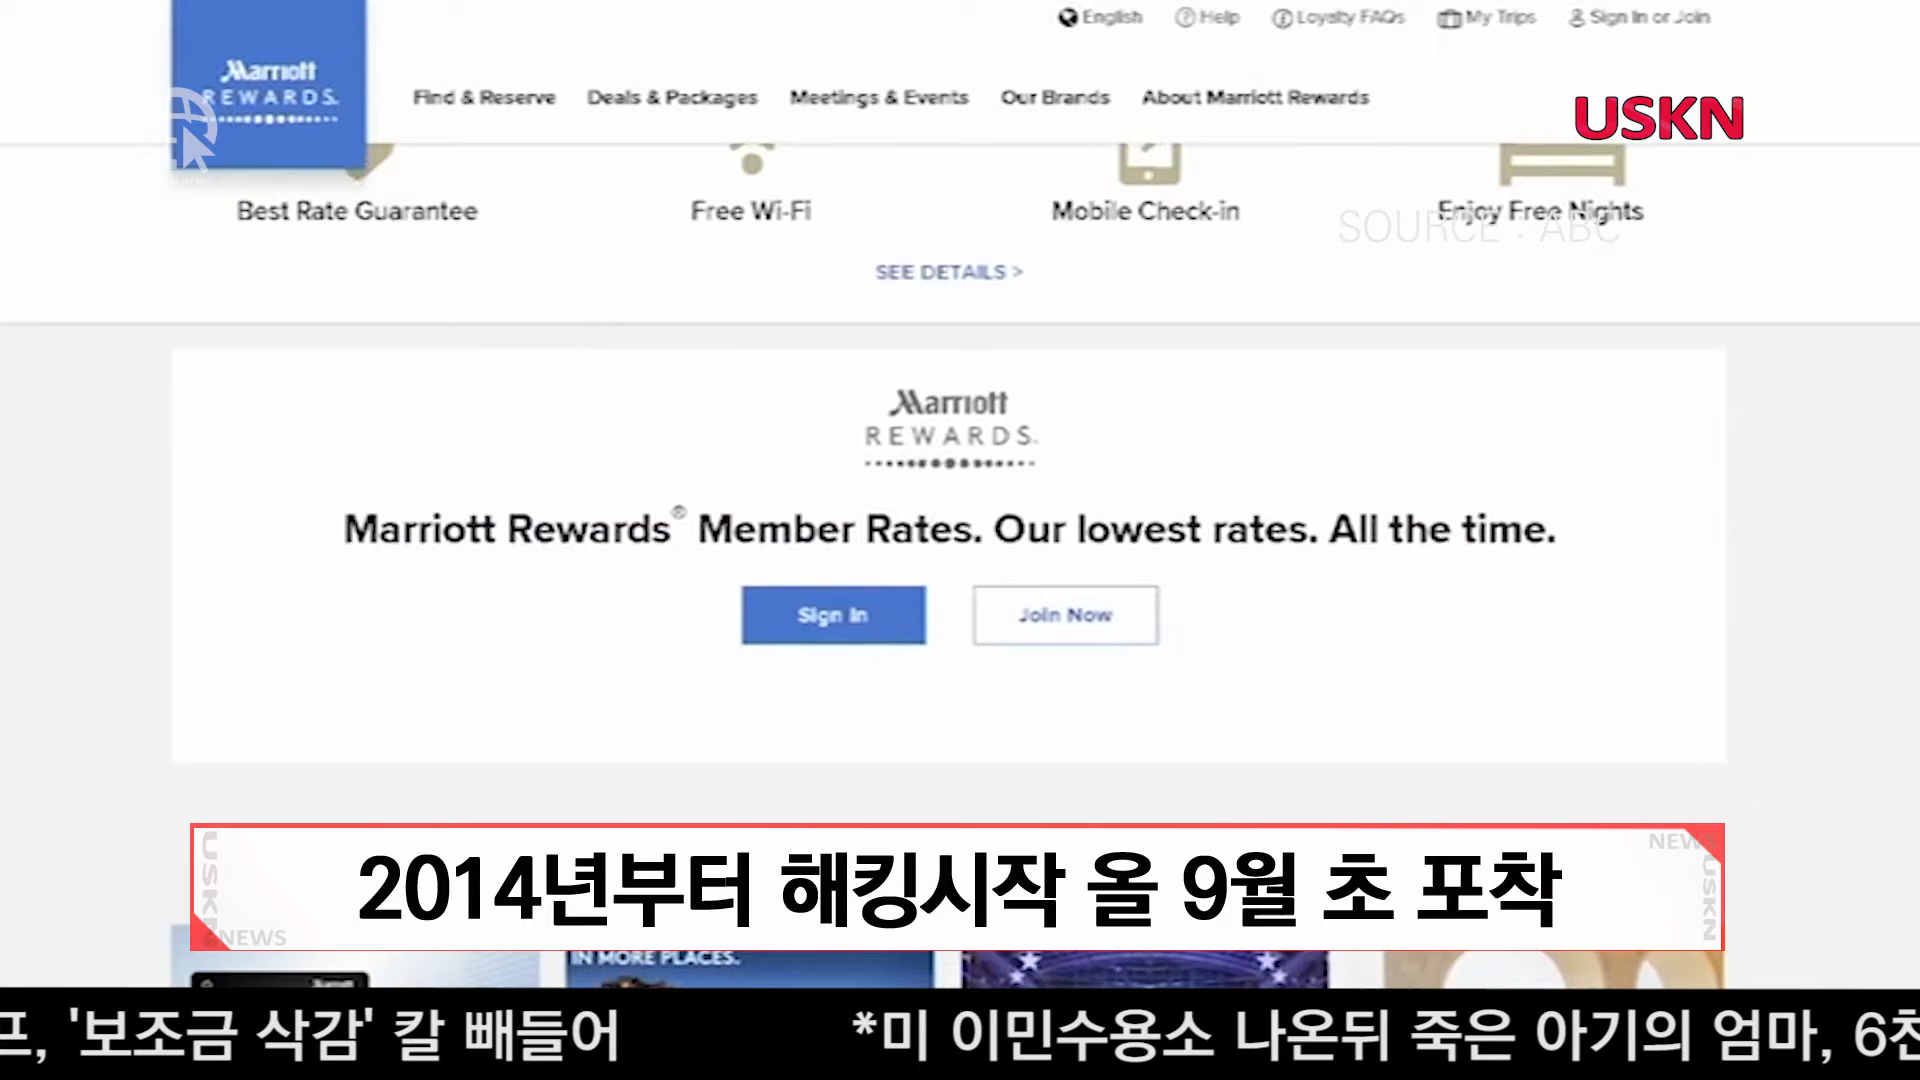 English Help Loyalty FAQs My Trips Sign In or Join
Marriott
REWARDS.
Find & Reserve Deals & Packages Meetings & Events Our Brands About Marriott Rewards
USKN
Best Rate Guarantee Free Wi-Fi Mobile Check-in Enjoy Free Nights
SOURCE : ABC
SEE DETAILS >
Marriott
REWARDS.
Marriott Rewards® Member Rates. Our lowest rates. All the time.
Sign In Join Now
USKN NEWS
2014년부터 해킹시작 올 9월 초 포착
NEWS USKN
IN MORE PLACES.
프, '보조금 삭감' 칼 빼들어 *미 이민수용소 나온뒤 죽은 아기의 엄마, 6천